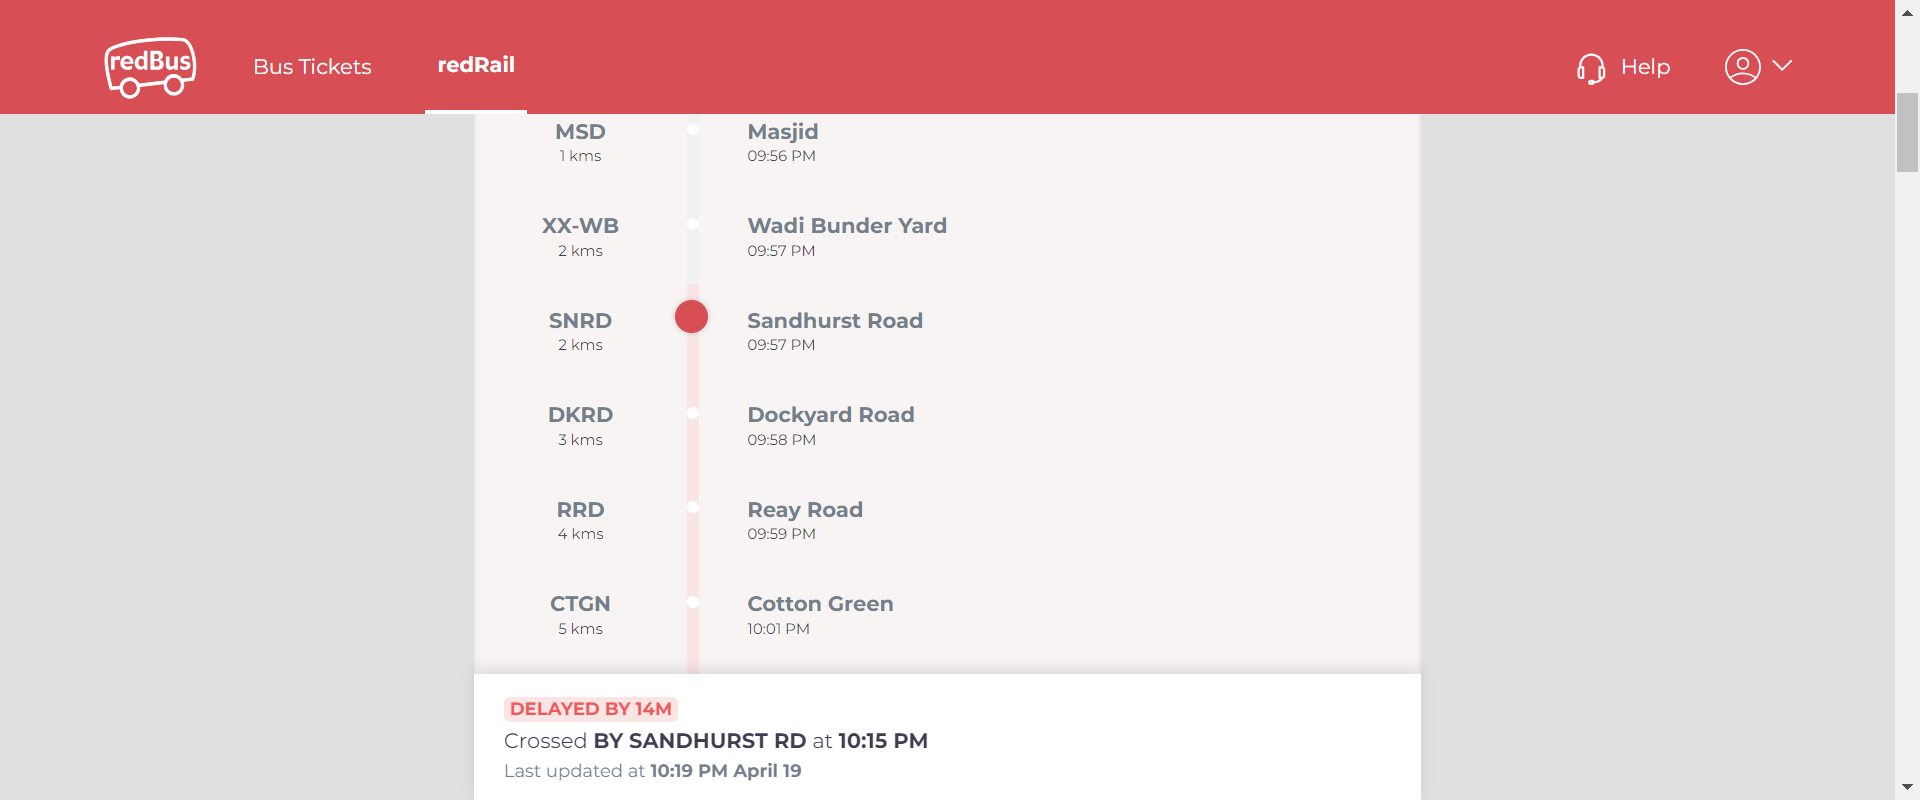 redBus
Bus Tickets
redRail
Help
MSD
1 kms
Masjid
09:56 PM
XX-WB
2 kms
Wadi Bunder Yard
09:57 PM
SNRD
2 kms
Sandhurst Road
09:57 PM
DKRD
3 kms
Dockyard Road
09:58 PM
RRD
4 kms
Reay Road
09:59 PM
CTGN
5 kms
Cotton Green
10:01 PM
DELAYED BY 14M
Crossed BY SANDHURST RD at 10:15 PM
Last updated at 10:19 PM April 19